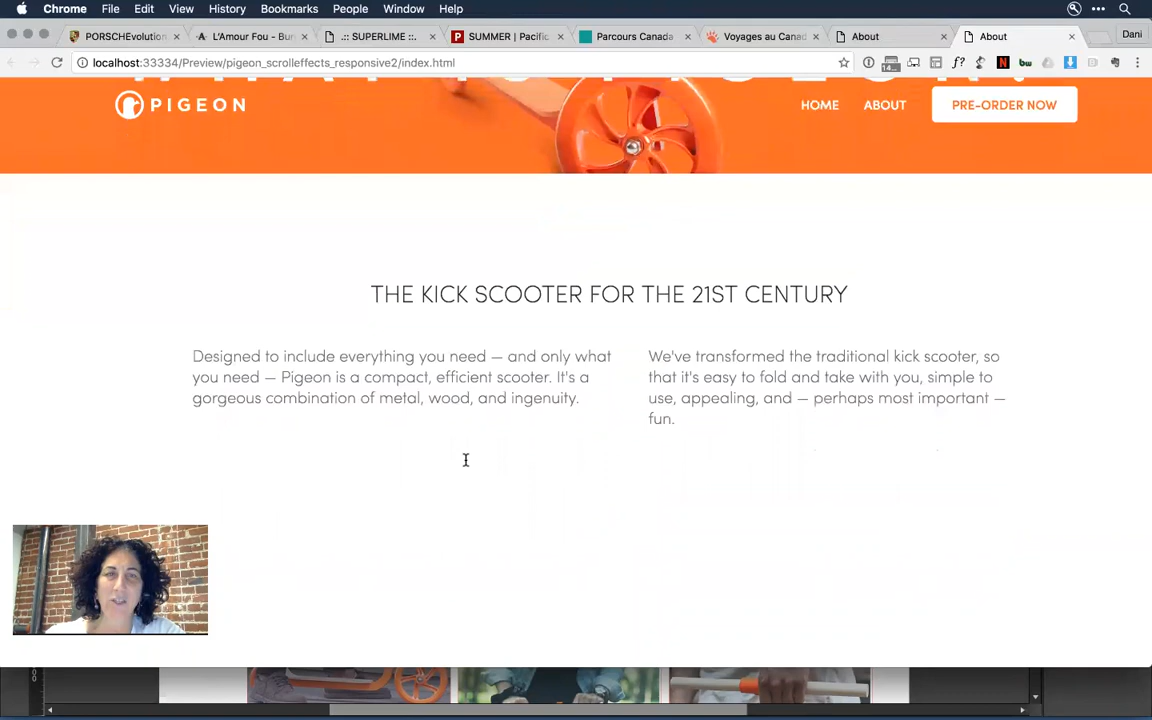 Chrome File Edit View History Bookmarks People Window Help
PORSCHEvolution L'Amour Fou - Bur .:: SUPERLIME ::. SUMMER | Pacific Parcours Canada Voyages au Canad About About Dani
localhost:33334/Preview/pigeon_scrolleffects_responsive2/index.html
PIGEON HOME ABOUT PRE-ORDER NOW
THE KICK SCOOTER FOR THE 21ST CENTURY
Designed to include everything you need — and only what
you need — Pigeon is a compact, efficient scooter. It's a
gorgeous combination of metal, wood, and ingenuity.
We've transformed the traditional kick scooter, so
that it's easy to fold and take with you, simple to
use, appealing, and — perhaps most important —
fun.